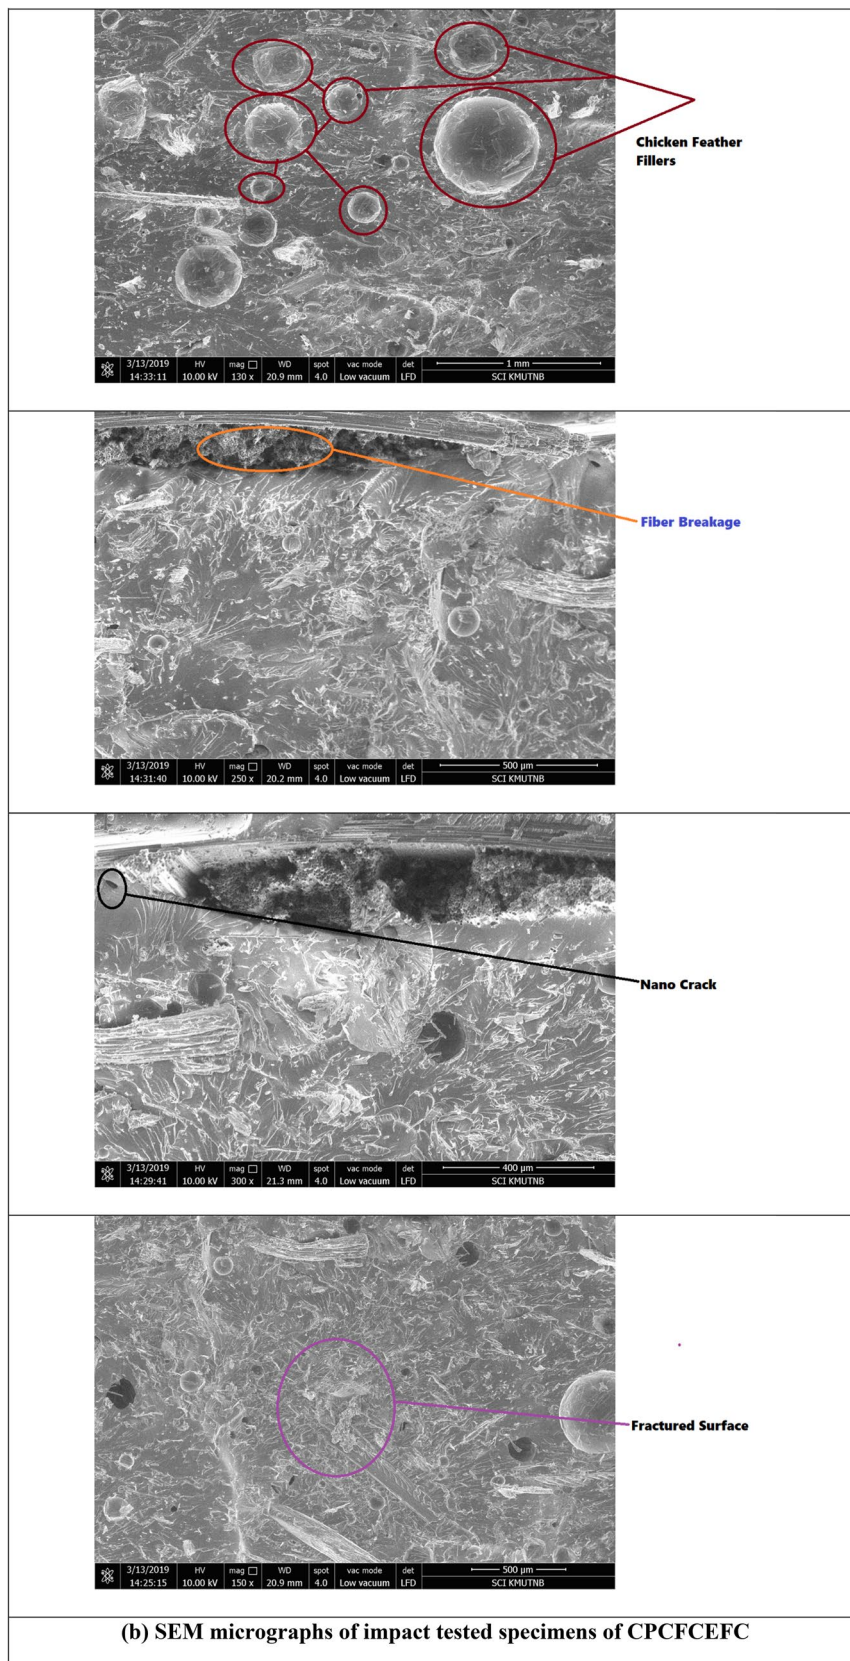 Chicken Feather
Fillers
3/13/2019 HV mag WD spot vac mode det 1 mm
14:33:11 10.00 kV 130 x 20.9 mm 4.0 Low vacuum LFD SCI KMUTNB
Fiber Breakage
3/13/2019 HV mag WD spot vac mode det 500 µm
14:31:40 10.00 kV 250 x 20.2 mm 4.0 Low vacuum LFD SCI KMUTNB
Nano Crack
3/13/2019 HV mag WD spot vac mode det 400 µm
14:29:41 10.00 kV 300 x 21.3 mm 4.0 Low vacuum LFD SCI KMUTNB
Fractured Surface
3/13/2019 HV mag WD spot vac mode det 500 µm
14:25:15 10.00 kV 150 x 20.9 mm 4.0 Low vacuum LFD SCI KMUTNB
(b) SEM micrographs of impact tested specimens of CPCFCEFC